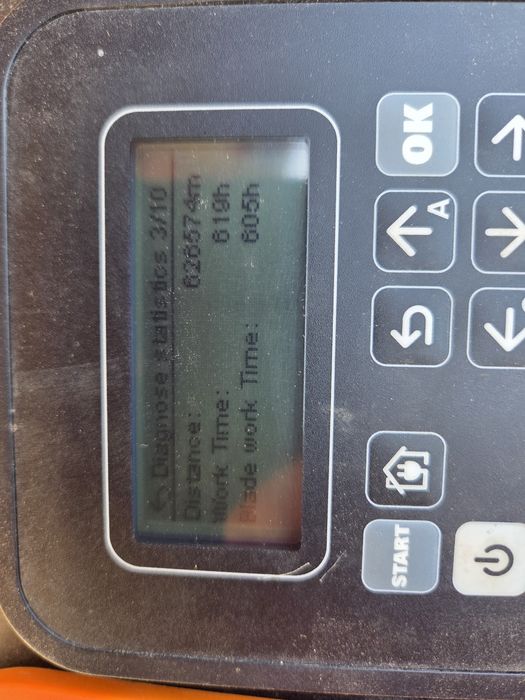 Diagnose statistics 3/10
Distance: 626574m
Work Time: 619h
Blade work Time: 605h
START
OK
A